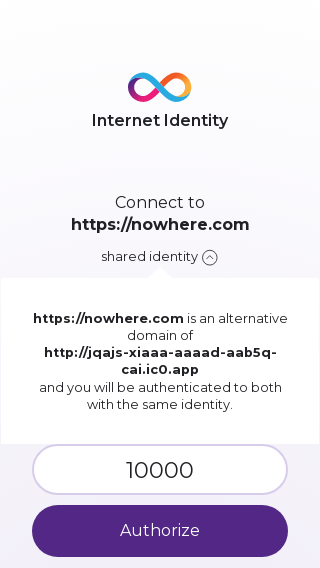 Internet Identity
Connect to
https://nowhere.com
shared identity
https://nowhere.com is an alternative
domain of
http://jqajs-xiaaa-aaaad-aab5q-
cai.ic0.app
and you will be authenticated to both
with the same identity.
10000
Authorize